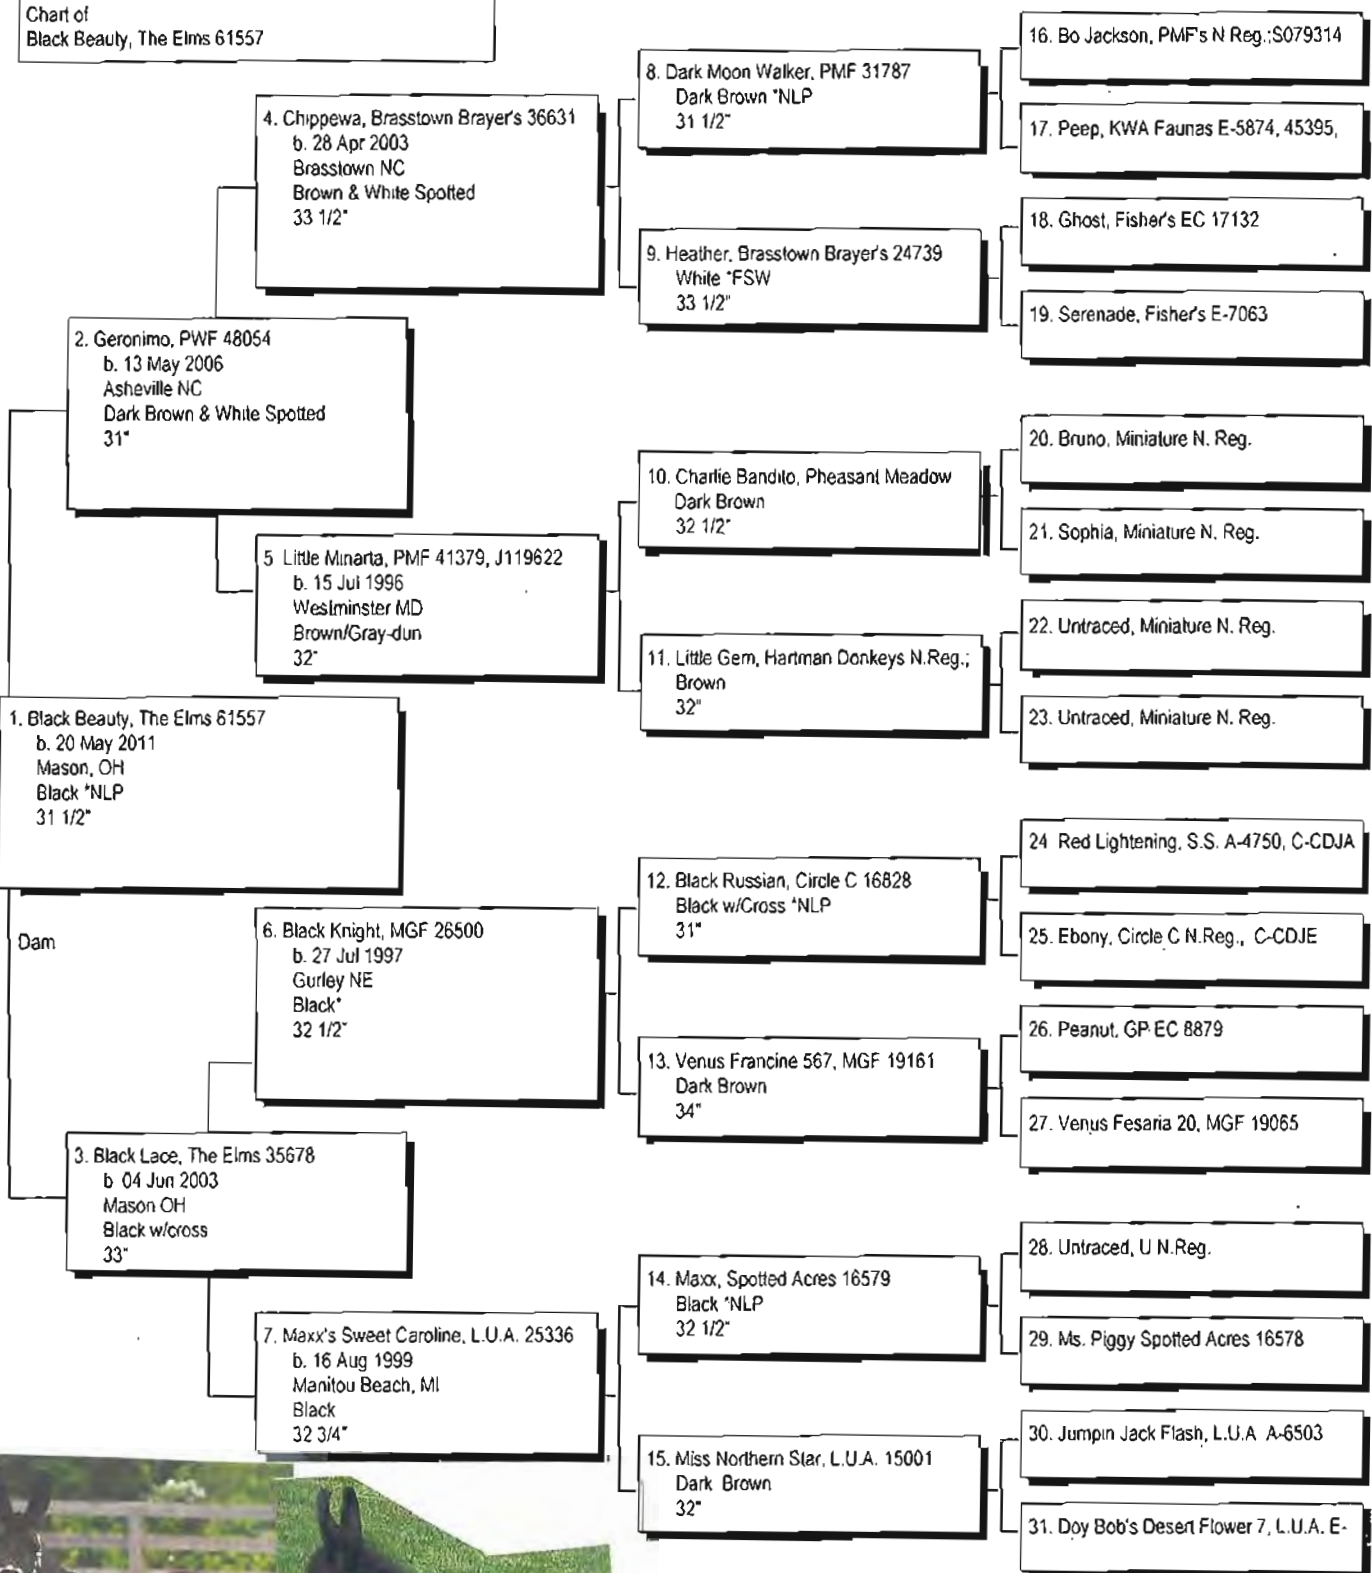 Chart of
Black Beauty, The Elms 61557
1. Black Beauty, The Elms 61557
b. 20 May 2011
Mason, OH
Black *NLP
31 1/2"
Dam
2. Geronimo, PWF 48054
b. 13 May 2006
Asheville NC
Dark Brown & White Spotted
31"
3. Black Lace, The Elms 35678
b 04 Jun 2003
Mason OH
Black w/cross
33"
4. Chippewa, Brasstown Brayer's 36631
b. 28 Apr 2003
Brasstown NC
Brown & White Spotted
33 1/2"
5 Little Minarta, PMF 41379, J119622
b. 15 Jul 1996
Westminster MD
Brown/Gray-dun
32"
6. Black Knight, MGF 26500
b. 27 Jul 1997
Gurley NE
Black*
32 1/2"
7. Maxx's Sweet Caroline, L.U.A. 25336
b. 16 Aug 1999
Manitou Beach, MI
Black
32 3/4"
8. Dark Moon Walker, PMF 31787
Dark Brown *NLP
31 1/2"
9. Heather, Brasstown Brayer's 24739
White *FSW
33 1/2"
10. Charlie Bandito, Pheasant Meadow
Dark Brown
32 1/2"
11. Little Gem, Hartman Donkeys N.Reg.;
Brown
32"
12. Black Russian, Circle C 16828
Black w/Cross *NLP
31"
13. Venus Francine 567, MGF 19161
Dark Brown
34"
14. Maxx, Spotted Acres 16579
Black *NLP
32 1/2"
15. Miss Northern Star, L.U.A. 15001
Dark Brown
32"
16. Bo Jackson, PMF's N Reg.;S079314
17. Peep, KWA Faunas E-5874, 45395,
18. Ghost, Fisher's EC 17132
19. Serenade, Fisher's E-7063
20. Bruno, Miniature N. Reg.
21. Sophia, Miniature N. Reg.
22. Untraced, Miniature N. Reg.
23. Untraced, Miniature N. Reg.
24 Red Lightening, S.S. A-4750, C-CDJA
25. Ebony, Circle C N.Reg., C-CDJE
26. Peanut, GP EC 8879
27. Venus Fesaria 20, MGF 19065
28. Untraced, U N.Reg.
29. Ms. Piggy Spotted Acres 16578
30. Jumpin Jack Flash, L.U.A A-6503
31. Doy Bob's Desert Flower 7, L.U.A. E-